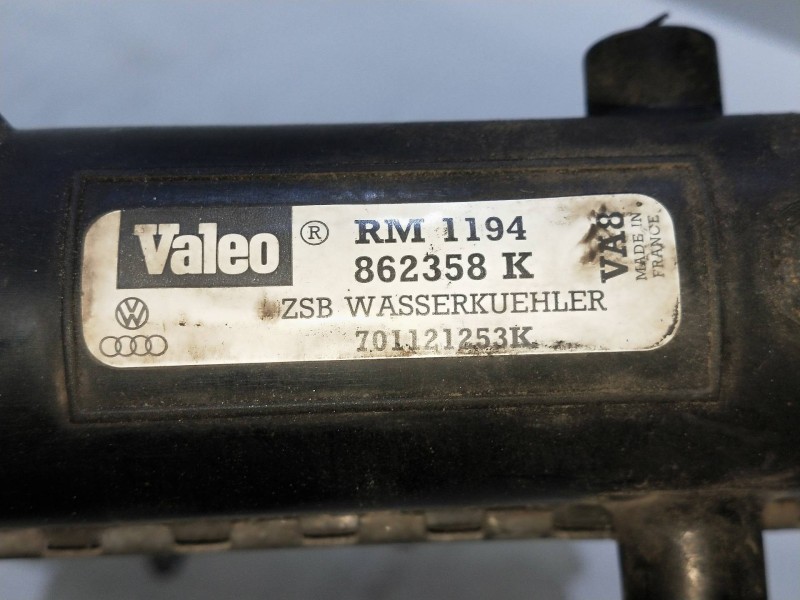 Valeo ® RM 1194
862358 K
ZSB WASSERKUEHLER
701121253K
VA8
MADE IN
FRANCE.